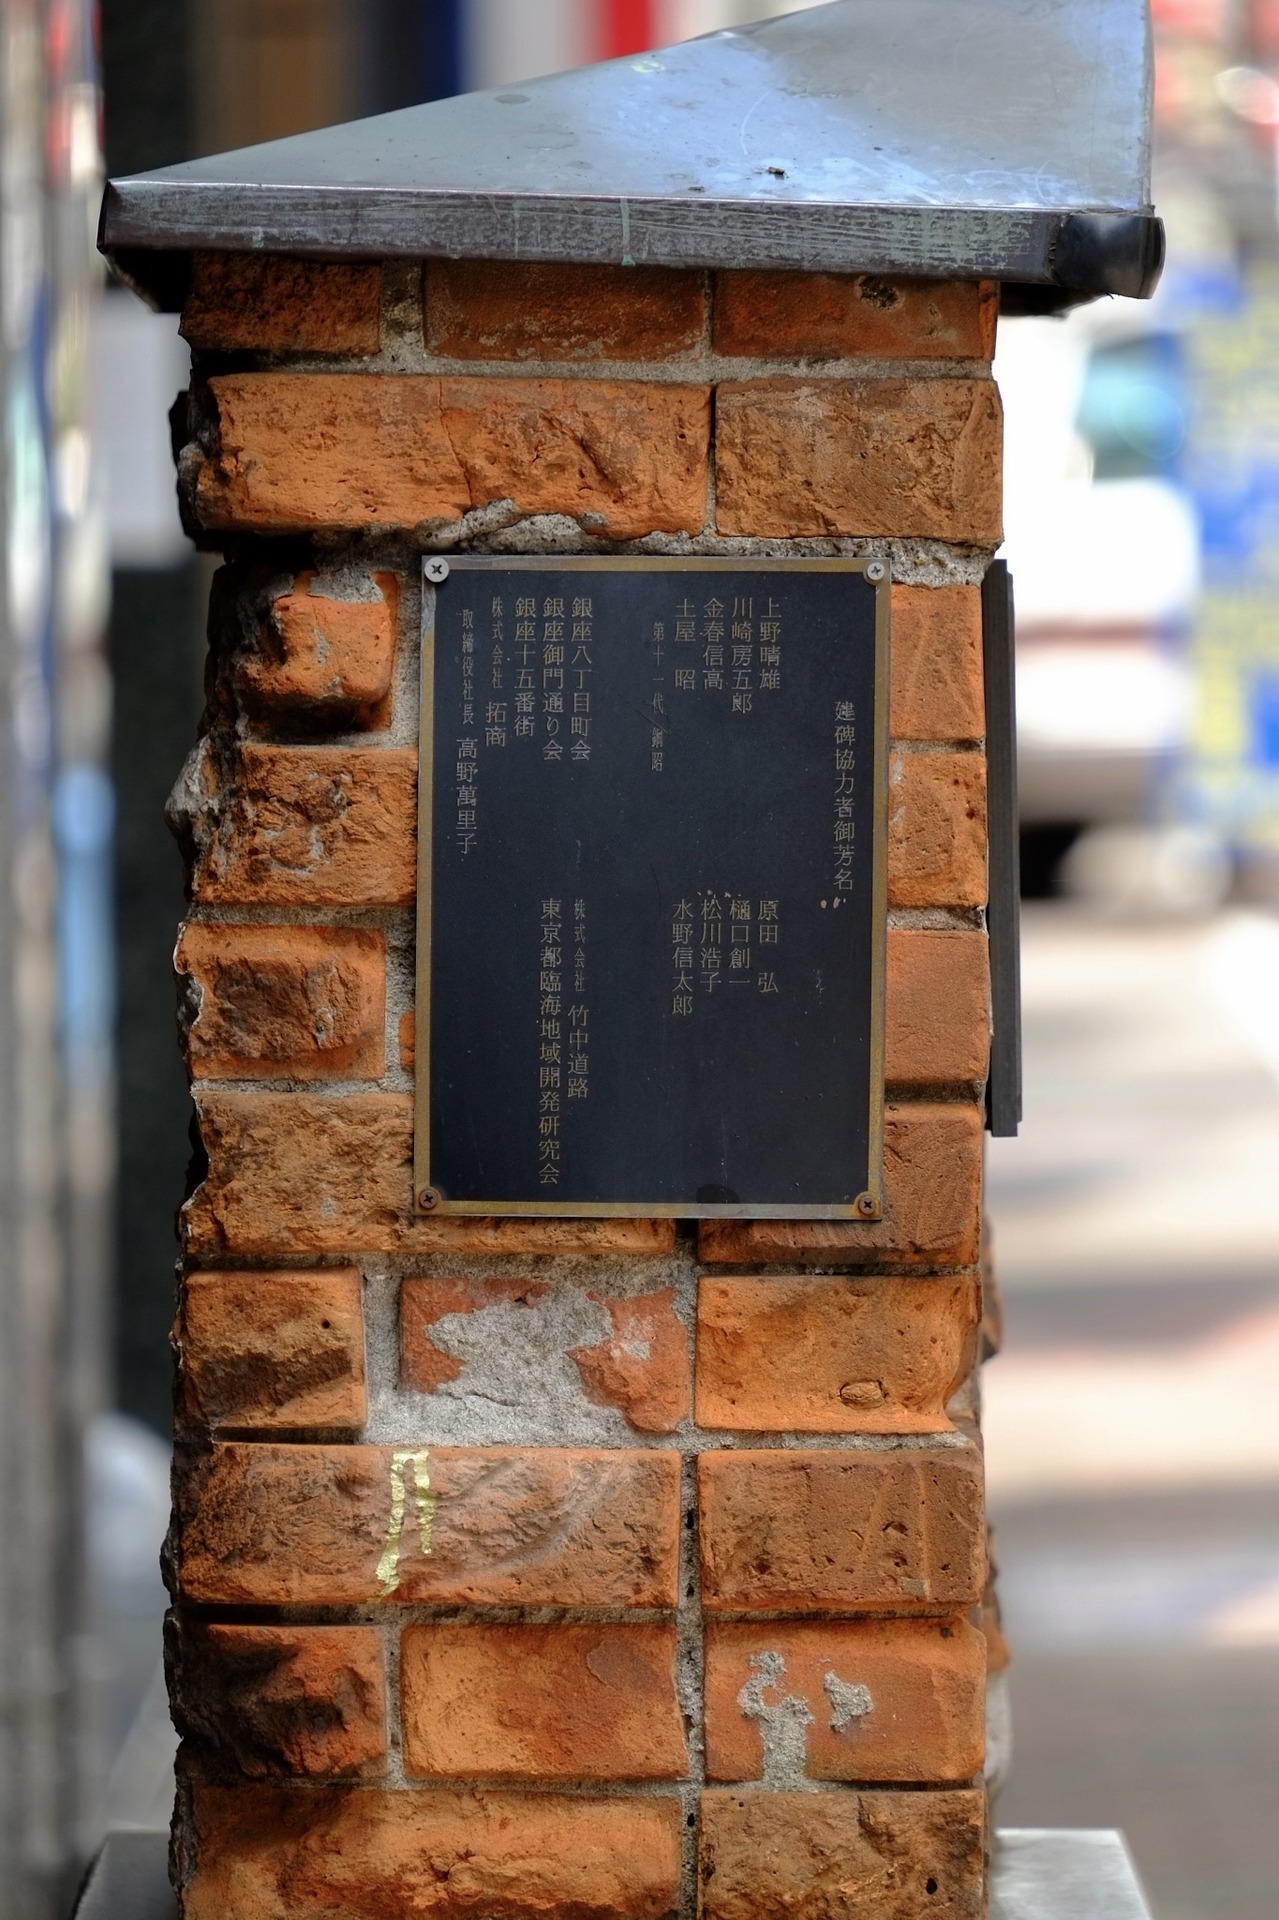 建碑協力者御芳名
上野晴雄
川崎房五郎
金春信高
土屋 昭
第十一代 銅昭
原田 弘
樋口創一
松川浩子
水野信太郎
銀座八丁目町会
銀座御門通り会
銀座十五番街
株式会社 拓商
取締役社長 高野萬里子
株式会社 竹中道路
東京都臨海地域開発研究会